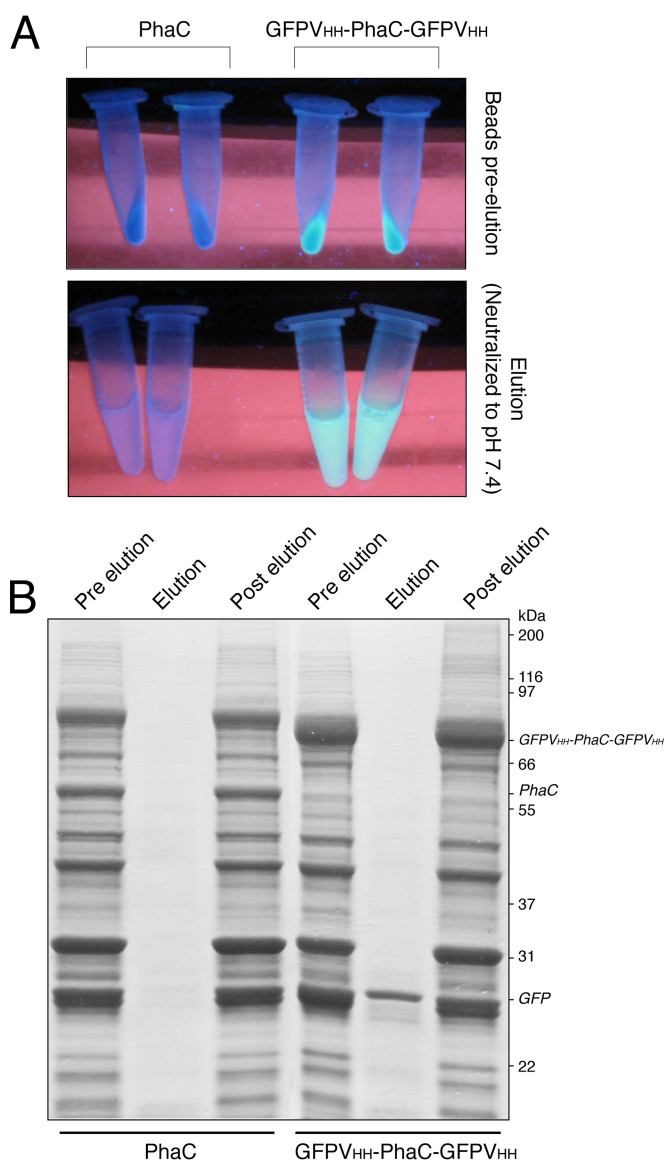 A
PhaC
GFPVHH-PhaC-GFPVHH
Beads pre-elution
Elution
(Neutralized to pH 7.4)
B
Pre elution
Elution
Post elution
Pre elution
Elution
Post elution
kDa
200
116
97
GFPVHH-PhaC-GFPVHH
66
PhaC
55
37
31
GFP
22
PhaC
GFPVHH-PhaC-GFPVHH